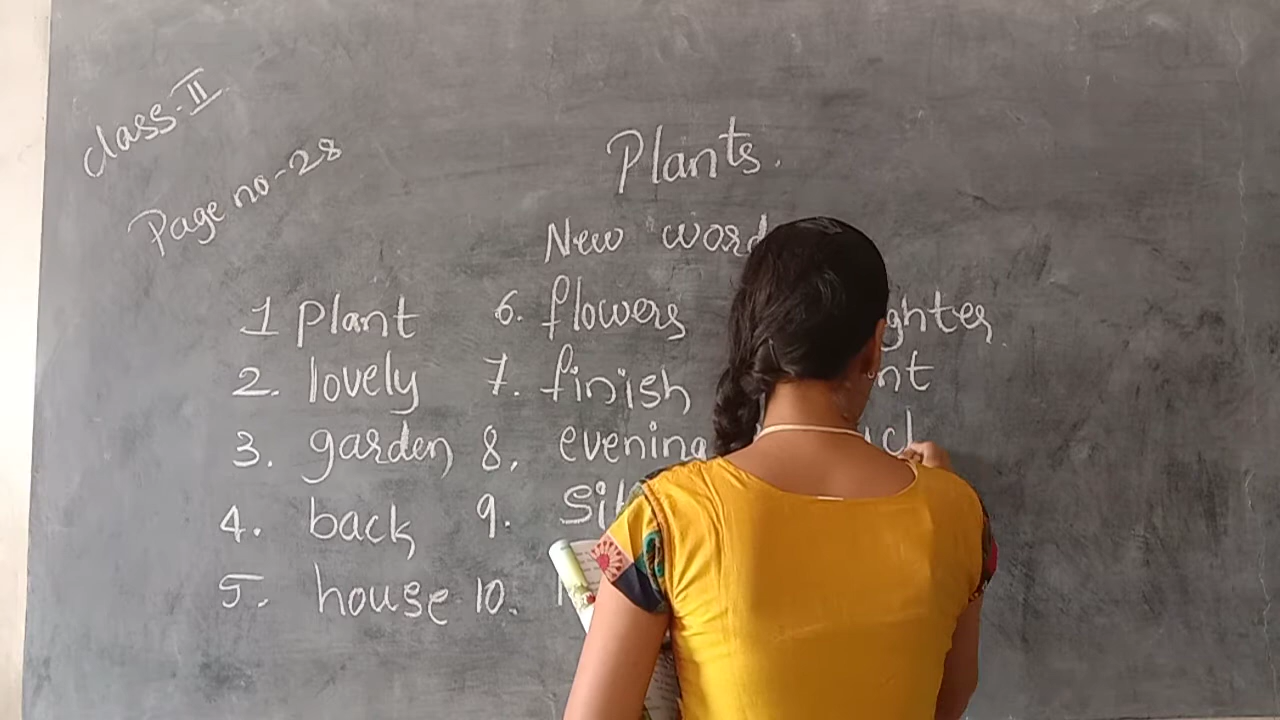 class-II
Page no-28
Plants.
New
1 plant 6. flowers
2. lovely 7. finish
3. garden 8. evening
4. back 9.
5. house 10.